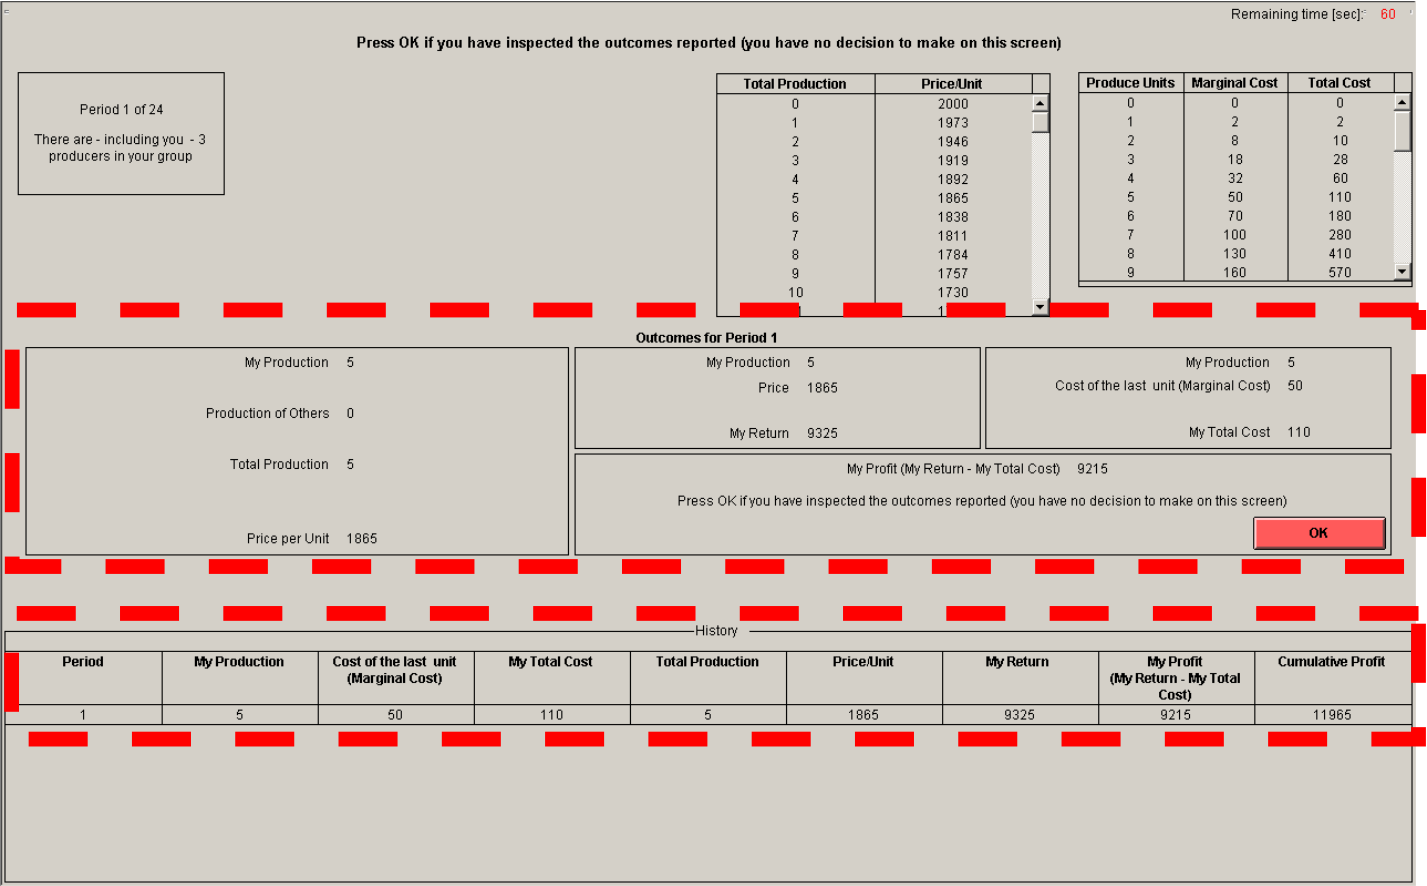 Remaining time [sec]: 60
Press OK if you have inspected the outcomes reported (you have no decision to make on this screen)
Period 1 of 24
There are - including you - 3
producers in your group
Total Production Price/Unit
0 2000
1 1973
2 1946
3 1919
4 1892
5 1865
6 1838
7 1811
8 1784
9 1757
10 1730
Produce Units Marginal Cost Total Cost
0 0 0
1 2 2
2 8 10
3 18 28
4 32 60
5 50 110
6 70 180
7 100 280
8 130 410
9 160 570
Outcomes for Period 1
My Production 5
Production of Others 0
Total Production 5
Price per Unit 1865
My Production 5
Price 1865
My Return 9325
My Production 5
Cost of the last unit (Marginal Cost) 50
My Total Cost 110
My Profit (My Return - My Total Cost) 9215
Press OK if you have inspected the outcomes reported (you have no decision to make on this screen)
OK
History
Period My Production Cost of the last unit (Marginal Cost) My Total Cost Total Production Price/Unit My Return My Profit (My Return - My Total Cost) Cumulative Profit
1 5 50 110 5 1865 9325 9215 11965